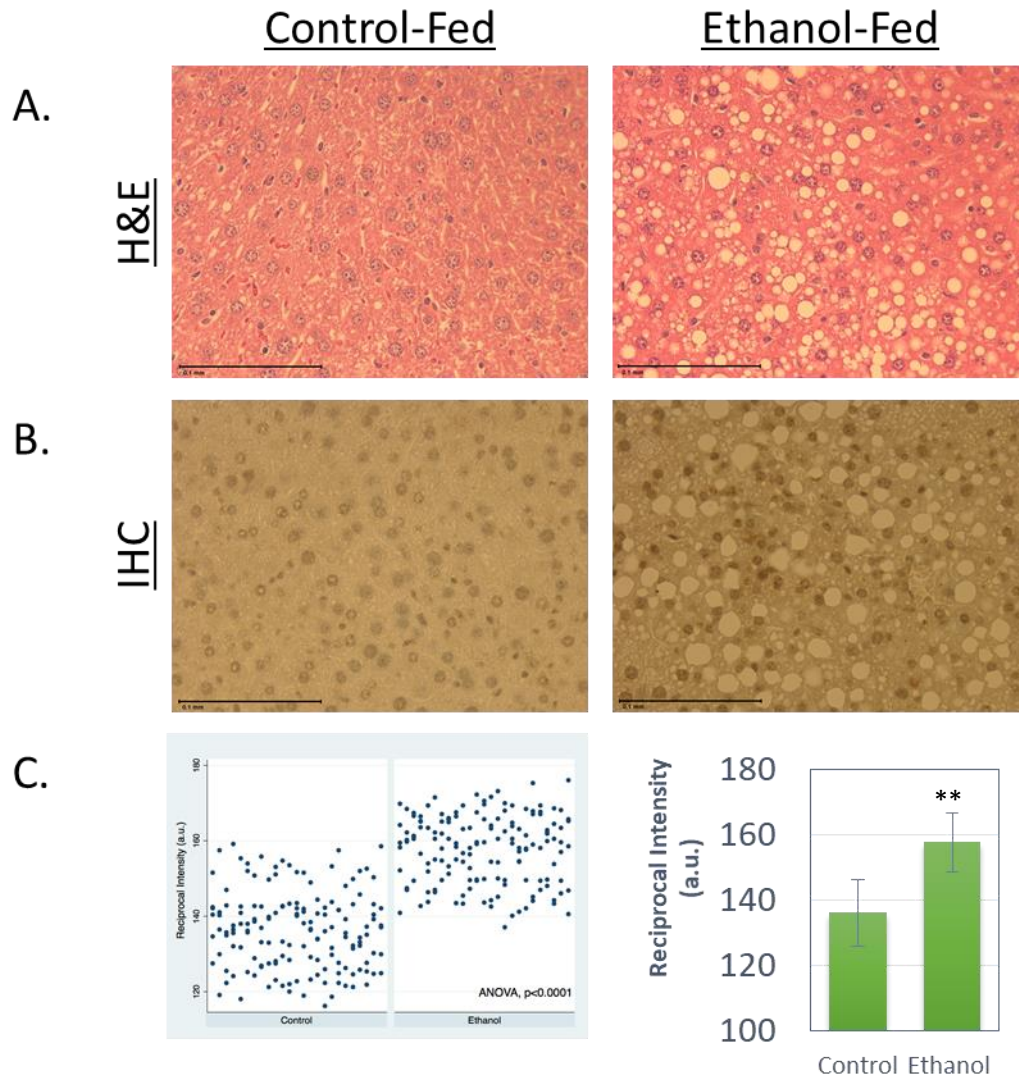 Control-Fed
Ethanol-Fed
A.
H&E
0.1 mm
0.1 mm
B.
IHC
0.1 mm
0.1 mm
C.
Reciprocal Intensity (a.u.)
180
160
140
120
ANOVA, p<0.0001
Control
Ethanol
Reciprocal Intensity
(a.u.)
180
160
140
120
100
**
Control
Ethanol